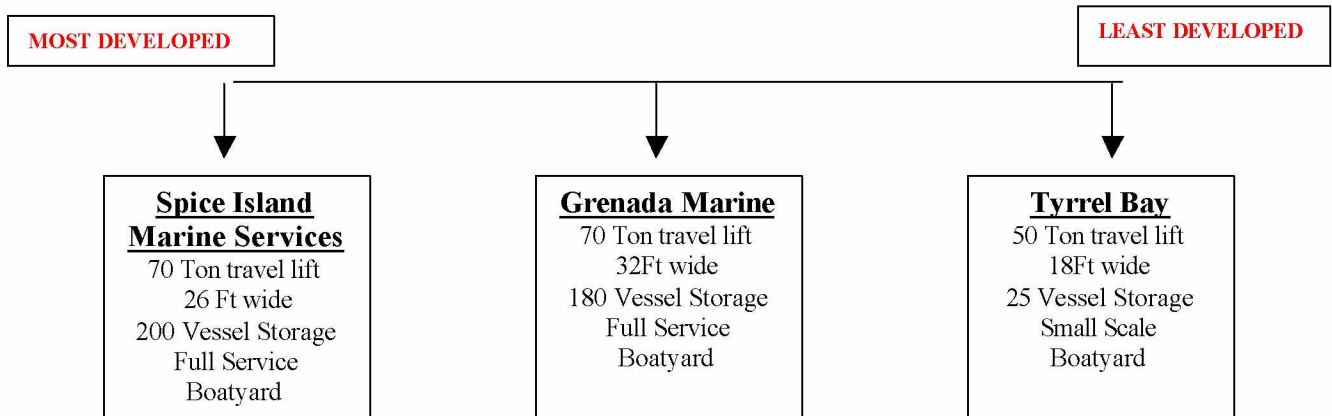 MOST DEVELOPED
LEAST DEVELOPED
Spice Island
Marine Services
70 Ton travel lift
26 Ft wide
200 Vessel Storage
Full Service
Boatyard
Grenada Marine
70 Ton travel lift
32Ft wide
180 Vessel Storage
Full Service
Boatyard
Tyrrel Bay
50 Ton travel lift
18Ft wide
25 Vessel Storage
Small Scale
Boatyard